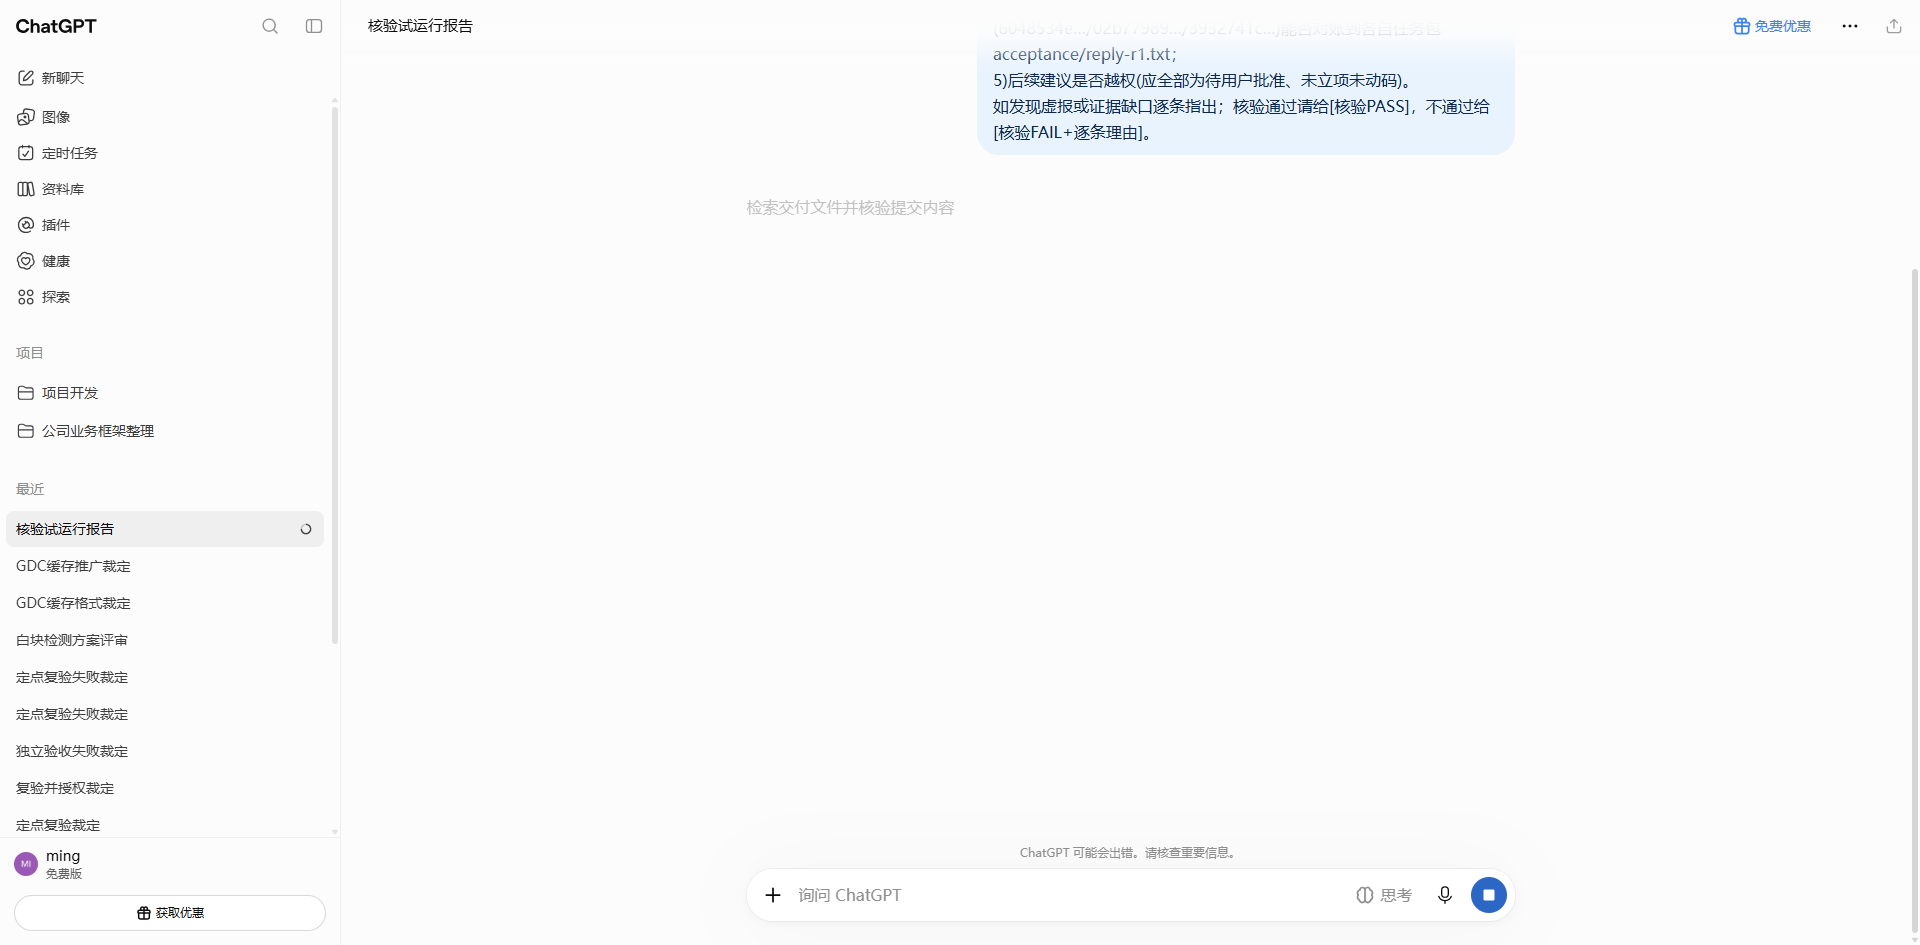 ChatGPT
新聊天
图像
定时任务
资料库
插件
健康
探索
项目
项目开发
公司业务框架整理
最近
核验试运行报告
GDC缓存推广裁定
GDC缓存格式裁定
白块检测方案评审
定点复验失败裁定
定点复验失败裁定
独立验收失败裁定
复验并授权裁定
定点复验裁定
MI
ming
免费版
获取优惠
核验试运行报告
免费优惠
acceptance/reply-r1.txt；
5)后续建议是否越权(应全部为待用户批准、未立项未动码)。
如发现虚报或证据缺口逐条指出；核验通过请给[核验PASS]，不通过给
[核验FAIL+逐条理由]。
检索交付文件并核验提交内容
ChatGPT 可能会出错。请核查重要信息。
询问 ChatGPT
思考